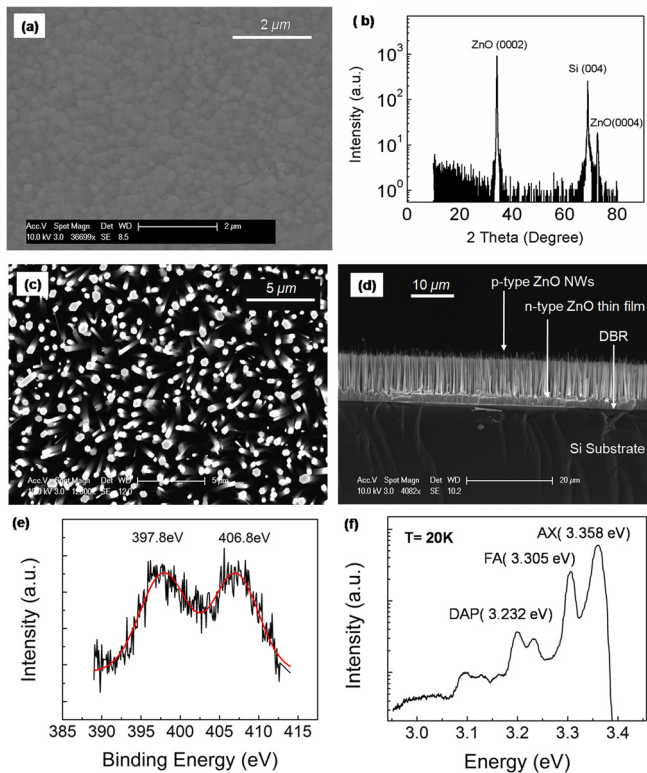 (a)
2 µm
Acc.V Spot Magn Det WD 2 µm
10.0 kV 3.0 36699x SE 8.5
(b)
ZnO (0002)
Si (004)
ZnO(0004)
Intensity (a.u.)
10³
10²
10¹
10⁰
0 20 40 60 80
2 Theta (Degree)
(c)
5 µm
Acc.V Spot Magn Det WD 5 µm
10.0 kV 3.0 SE 12.0
(d)
10 µm
p-type ZnO NWs
n-type ZnO thin film
DBR
Si Substrate
Acc.V Spot Magn Det WD 20 µm
10.0 kV 3.0 4082x SE 10.2
(e)
397.8eV 406.8eV
Intensity (a.u.)
385 390 395 400 405 410 415
Binding Energy (eV)
(f)
T= 20K
AX( 3.358 eV)
FA( 3.305 eV)
DAP( 3.232 eV)
Intensity (a.u.)
3.0 3.1 3.2 3.3 3.4
Energy (eV)